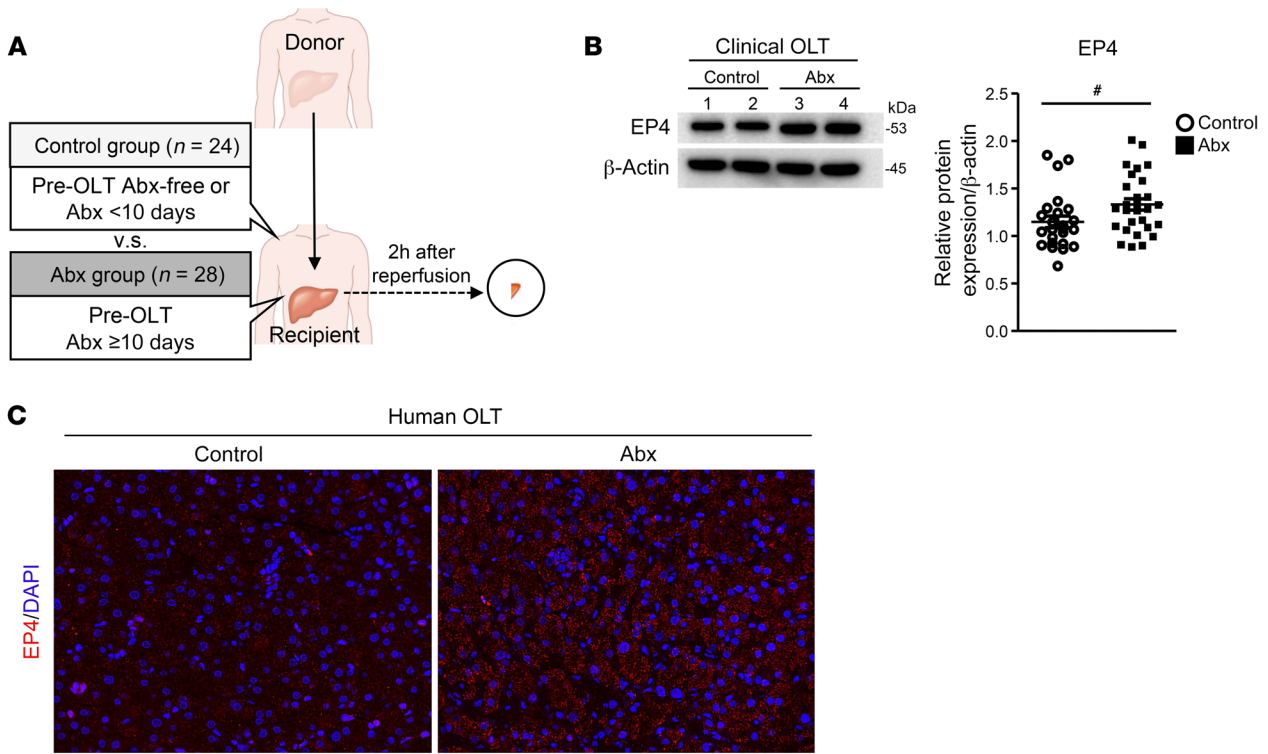 A
Donor
Control group (n = 24)
Pre-OLT Abx-free or
Abx <10 days
v.s.
Abx group (n = 28)
Pre-OLT
Abx ≥10 days
Recipient
2h after
reperfusion
B
Clinical OLT
Control Abx
1 2 3 4
kDa
EP4
-53
β-Actin
-45
EP4
#
Relative protein
expression/β-actin
2.5
2.0
1.5
1.0
0.5
0.0
Control
Abx
C
Human OLT
Control Abx
EP4/DAPI